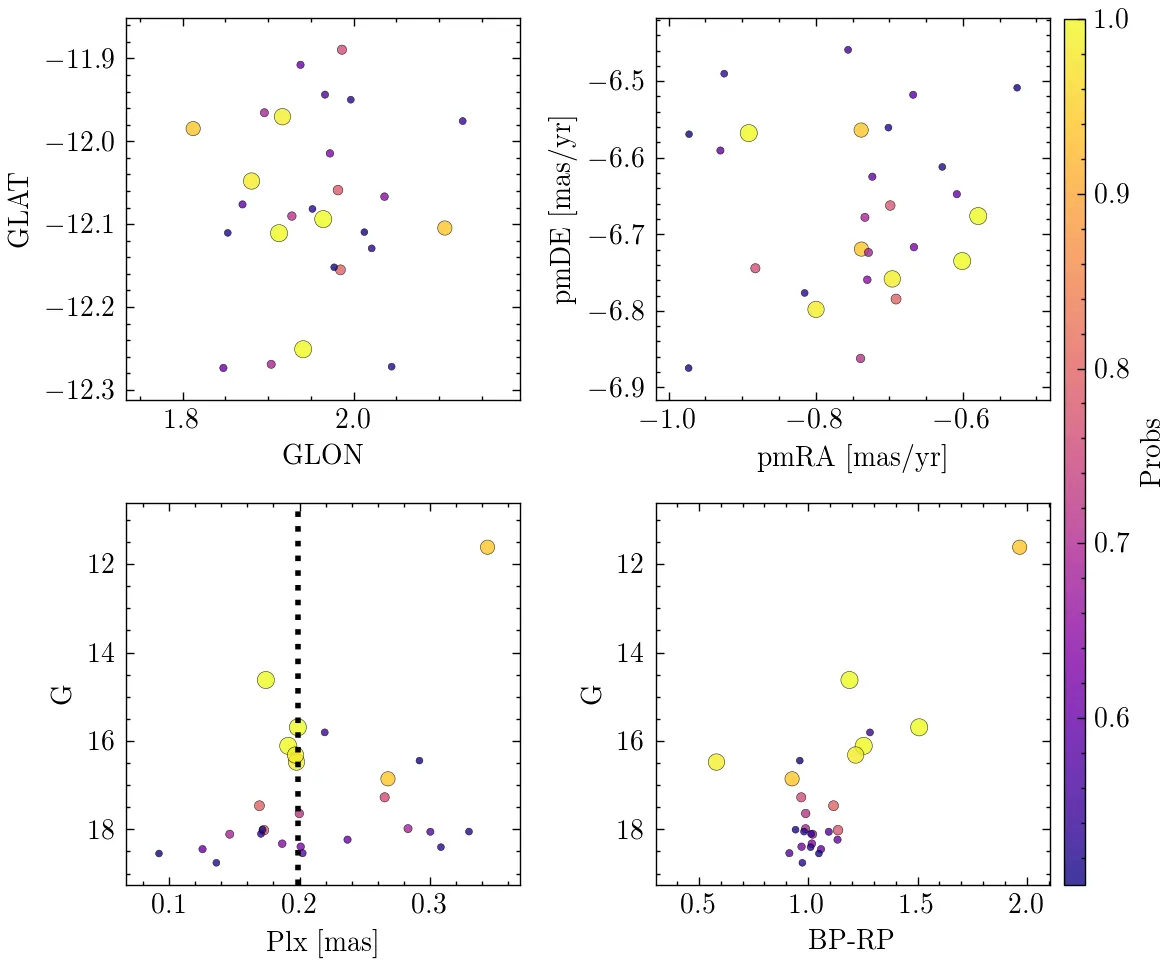 −11.9
−12.0
−12.1
−12.2
−12.3
GLAT
1.8 2.0
GLON
−6.5
−6.6
−6.7
−6.8
−6.9
pmDE [mas/yr]
−1.0 −0.8 −0.6
pmRA [mas/yr]
1.0
0.9
0.8
0.7
0.6
Probs
12
14
16
18
G
0.1 0.2 0.3
Plx [mas]
12
14
16
18
G
0.5 1.0 1.5 2.0
BP-RP